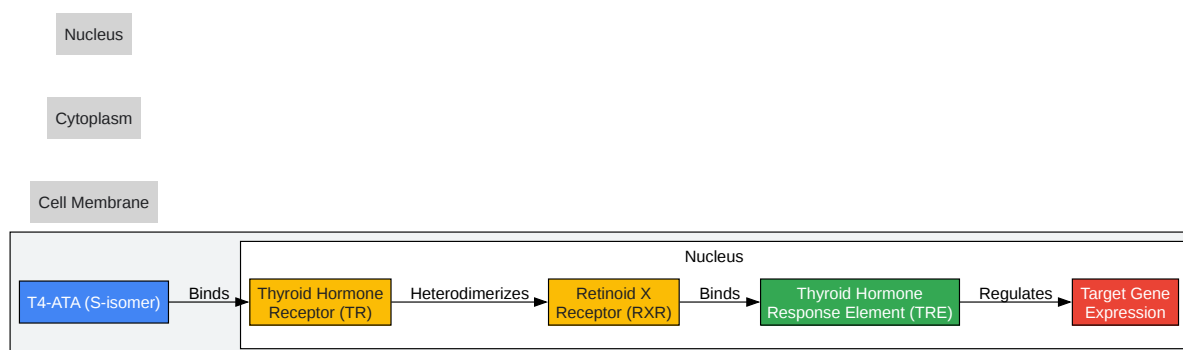 Nucleus
Cytoplasm
Cell Membrane
Nucleus
T4-ATA (S-isomer)
Binds
Thyroid Hormone
Receptor (TR)
Heterodimerizes
Retinoid X
Receptor (RXR)
Binds
Thyroid Hormone
Response Element (TRE)
Regulates
Target Gene
Expression